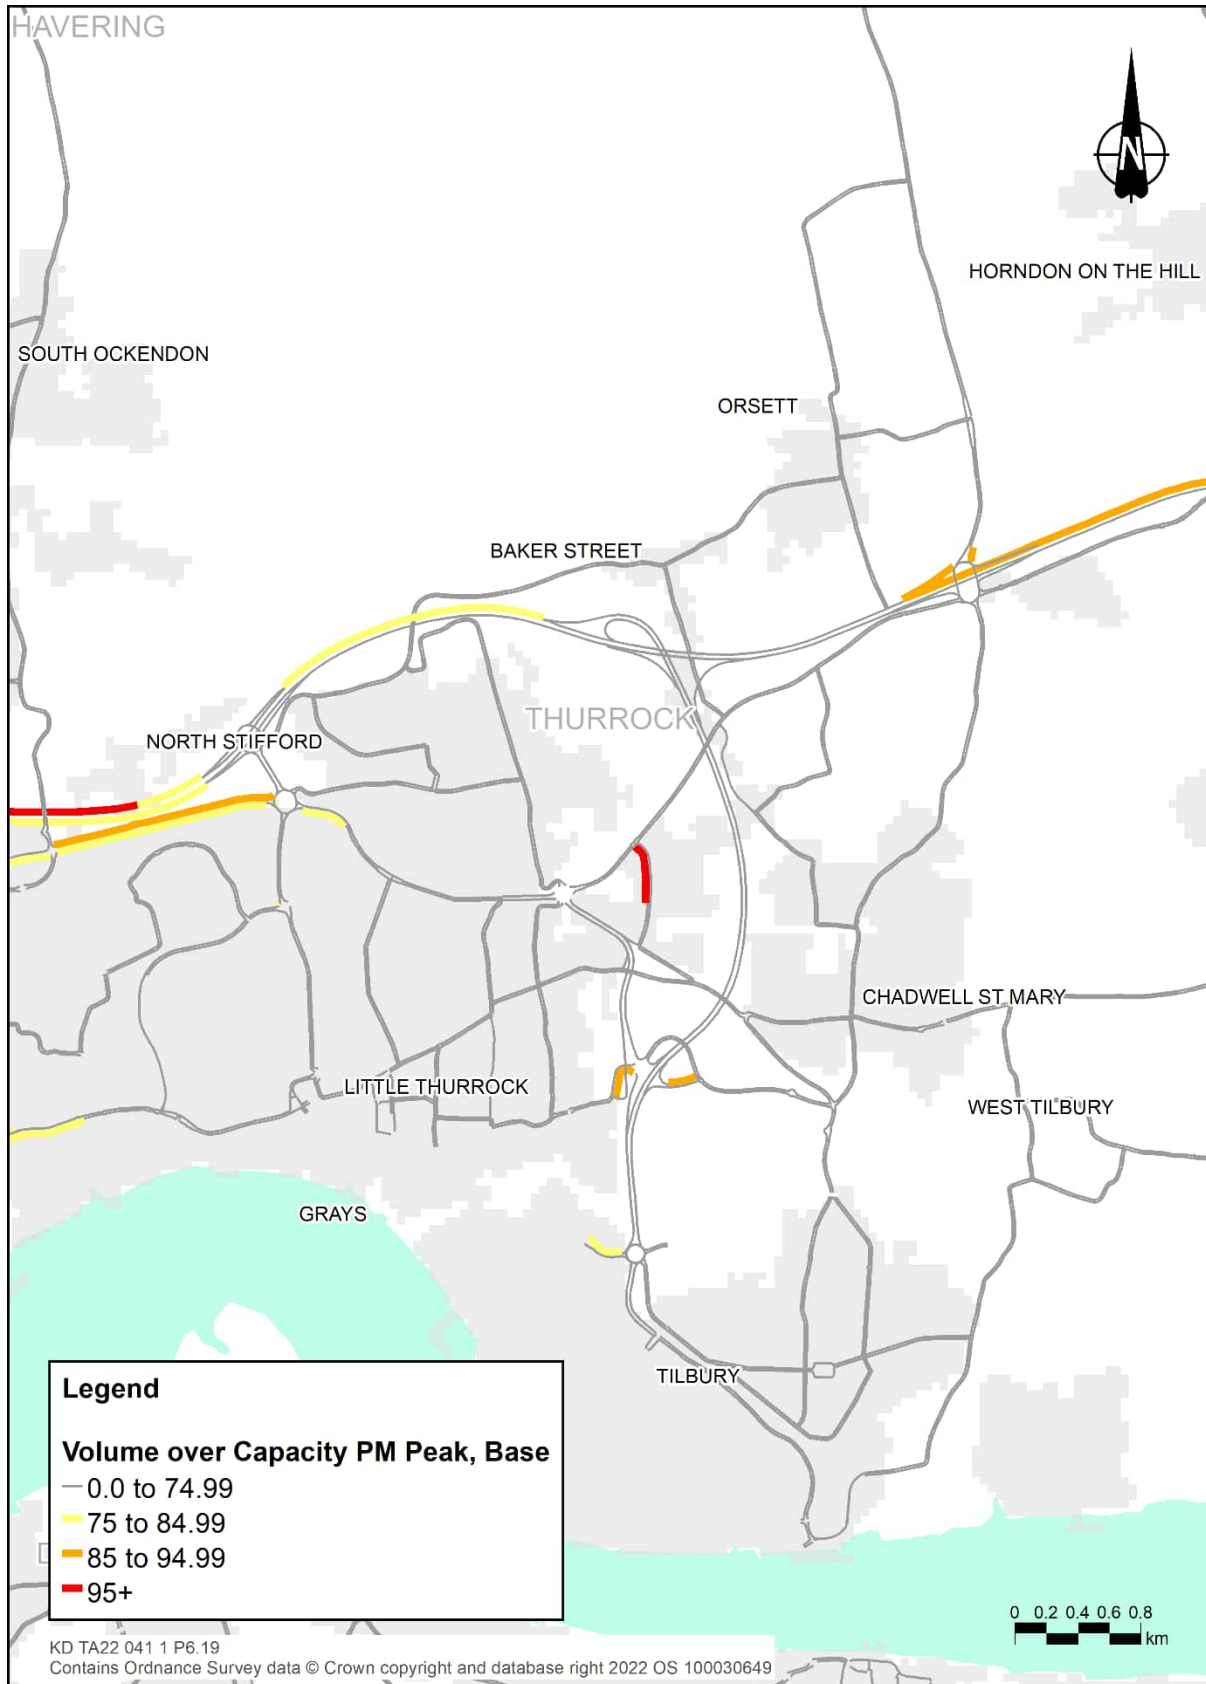 HAVERING
N
HORNDON ON THE HILL
SOUTH OCKENDON
ORSETT
BAKER STREET
THURROCK
NORTH STIFFORD
CHADWELL ST MARY
LITTLE THURROCK
WEST TILBURY
GRAYS
TILBURY
Legend
Volume over Capacity PM Peak, Base
0.0 to 74.99
75 to 84.99
85 to 94.99
95+
0 0.2 0.4 0.6 0.8
km
KD TA22 041 1 P6.19
Contains Ordnance Survey data © Crown copyright and database right 2022 OS 100030649